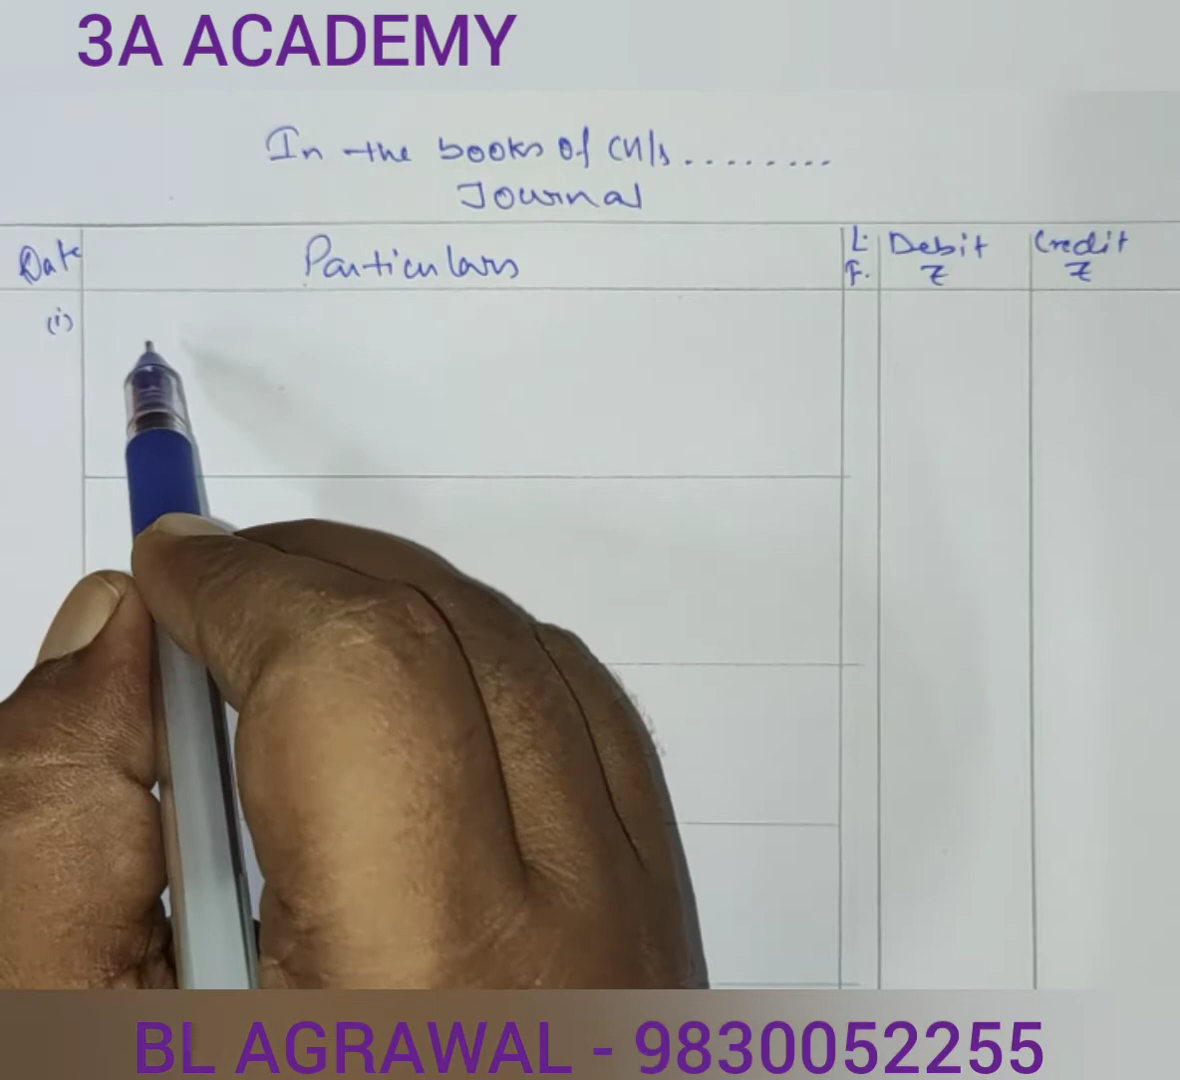 3A ACADEMY
In the books of M/s.........
Journal
Date Particulars L. F. Debit ₹ Credit ₹
(i)
BL AGRAWAL - 9830052255